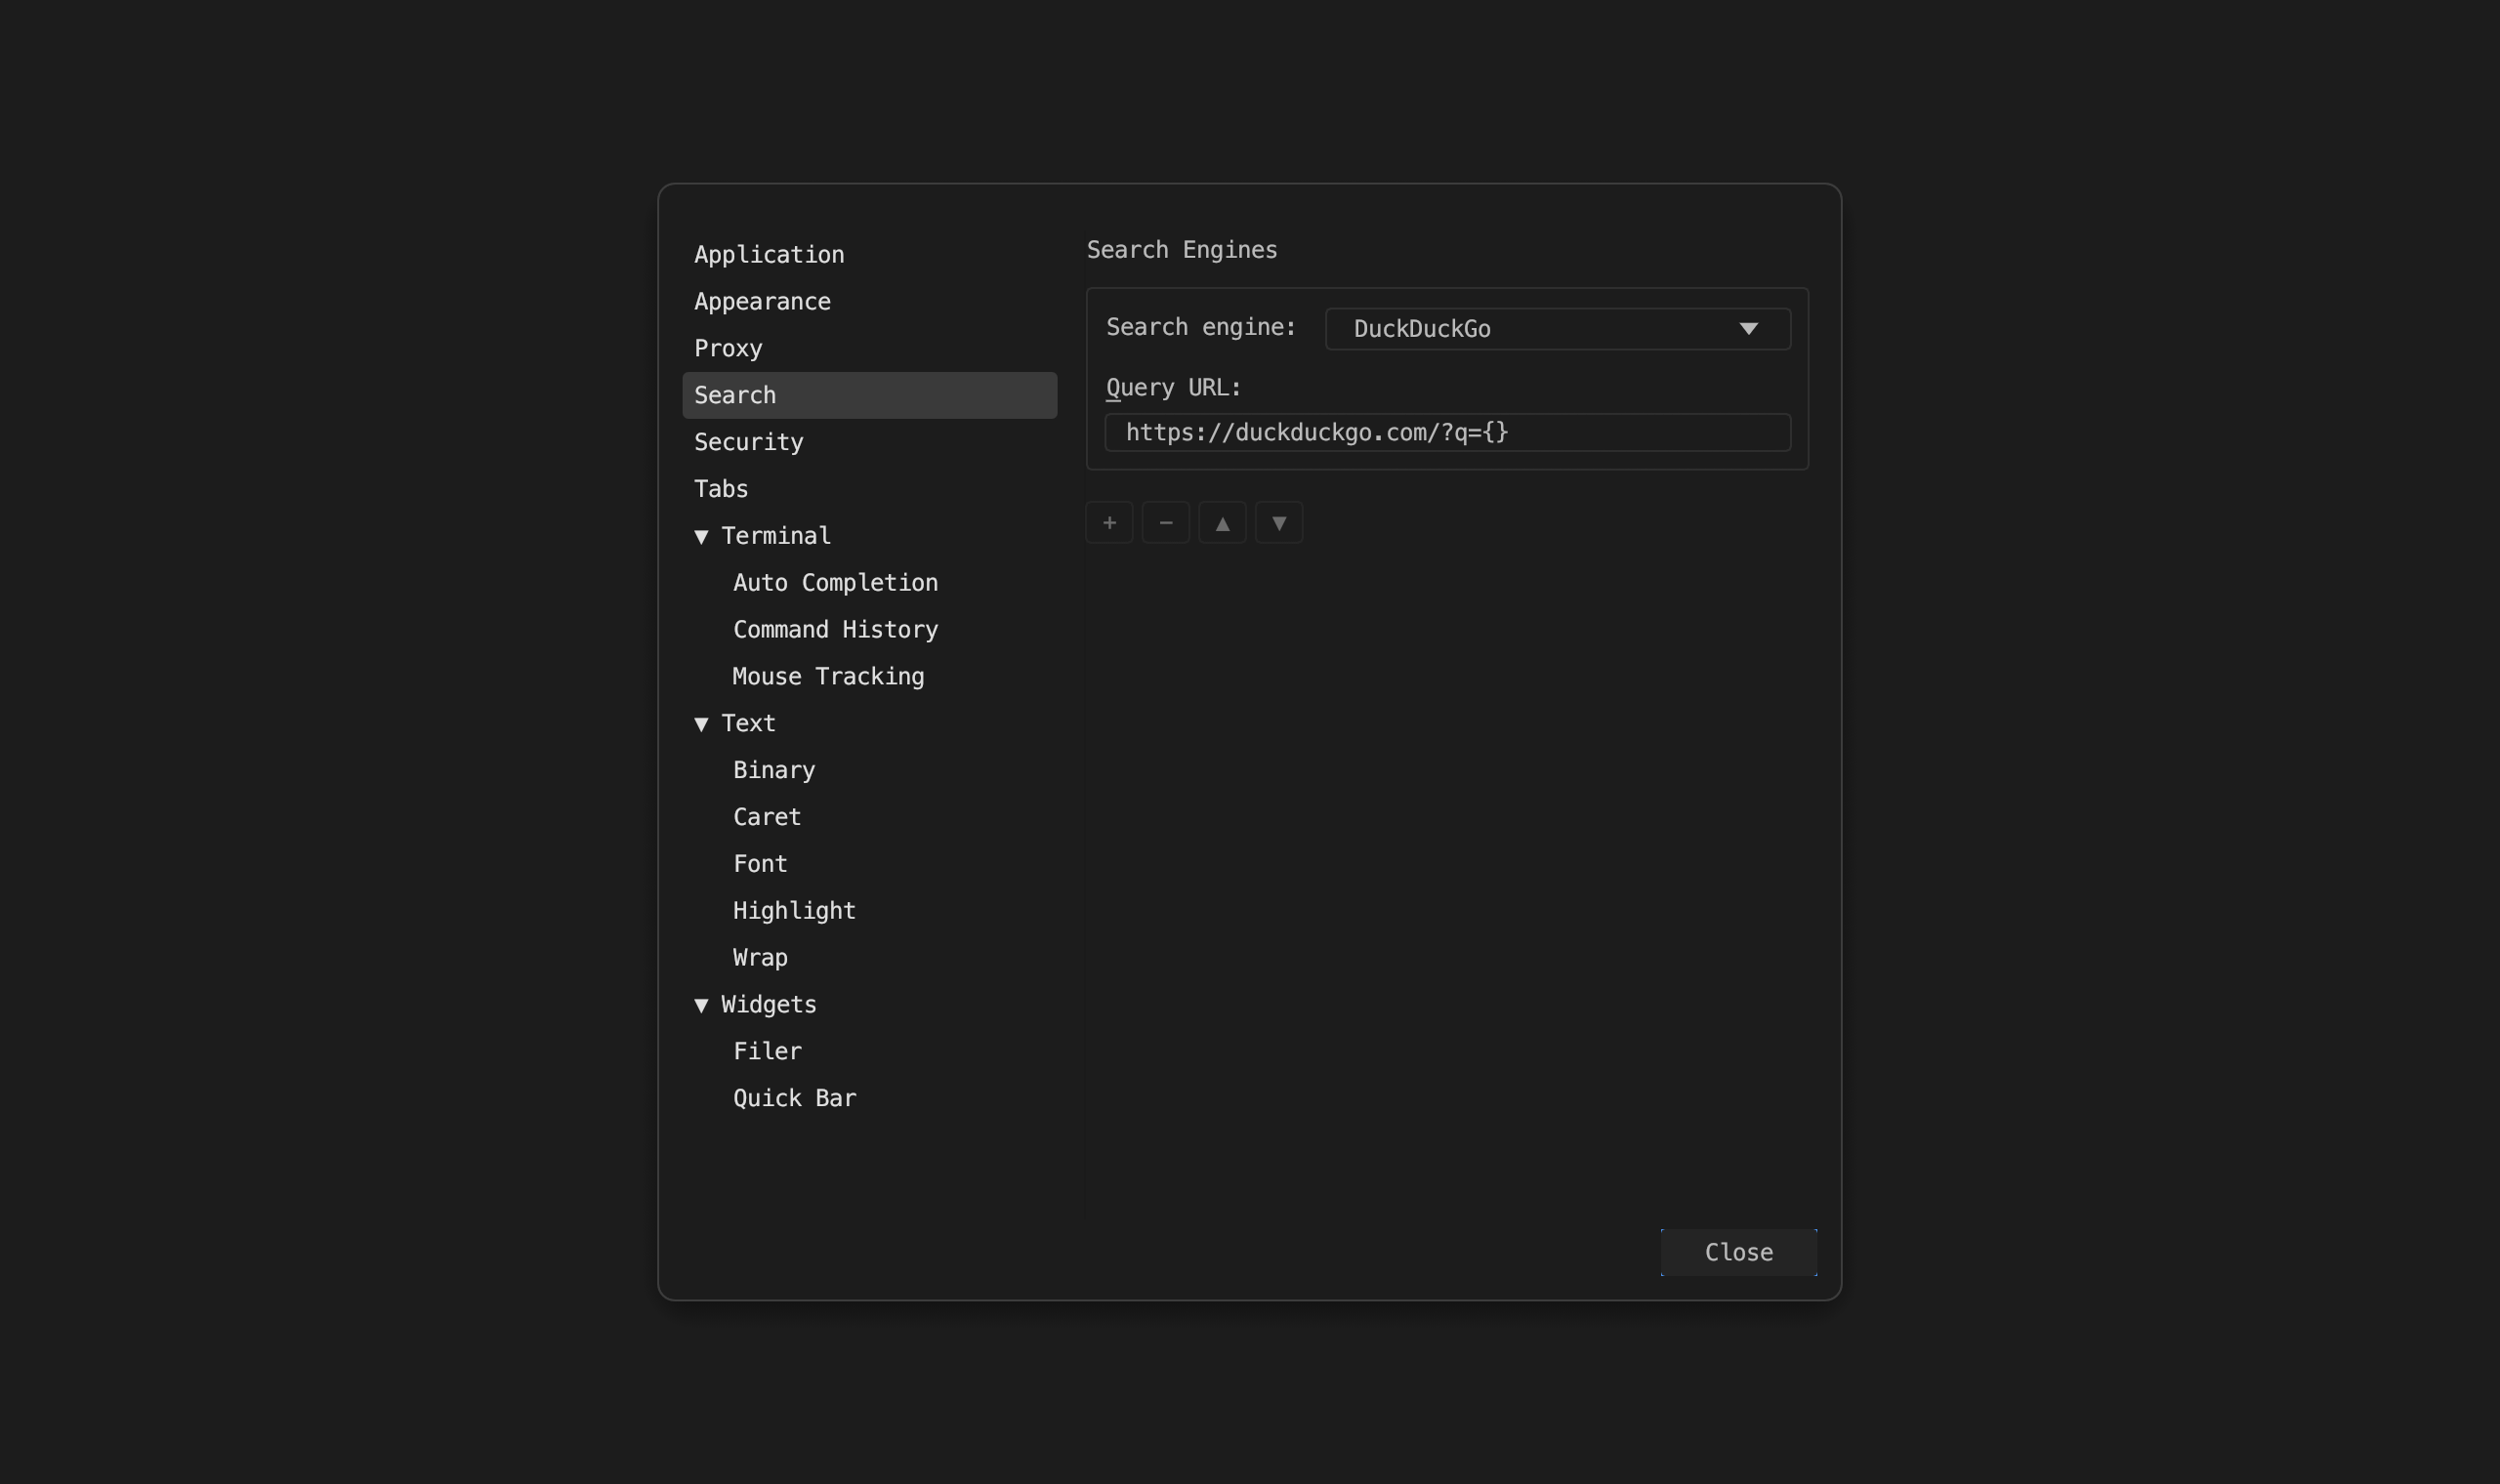 Application
Appearance
Proxy
Search
Security
Tabs
▼ Terminal
Auto Completion
Command History
Mouse Tracking
▼ Text
Binary
Caret
Font
Highlight
Wrap
▼ Widgets
Filer
Quick Bar
Search Engines
Search engine: DuckDuckGo ▼
Query URL:
https://duckduckgo.com/?q={}
+ − ▲ ▼
Close